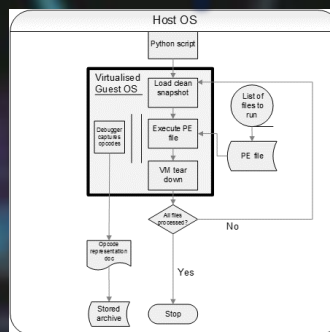 Host OS
Python script
Virtualised
Guest OS
Load clean
snapshot
List of
files to
run
Debugger
captures
opcodes
Execute PE
file
PE
file
VM tear
down
All files
processed?
No
Opcode
representation
doc
Yes
Stored
archive
Stop